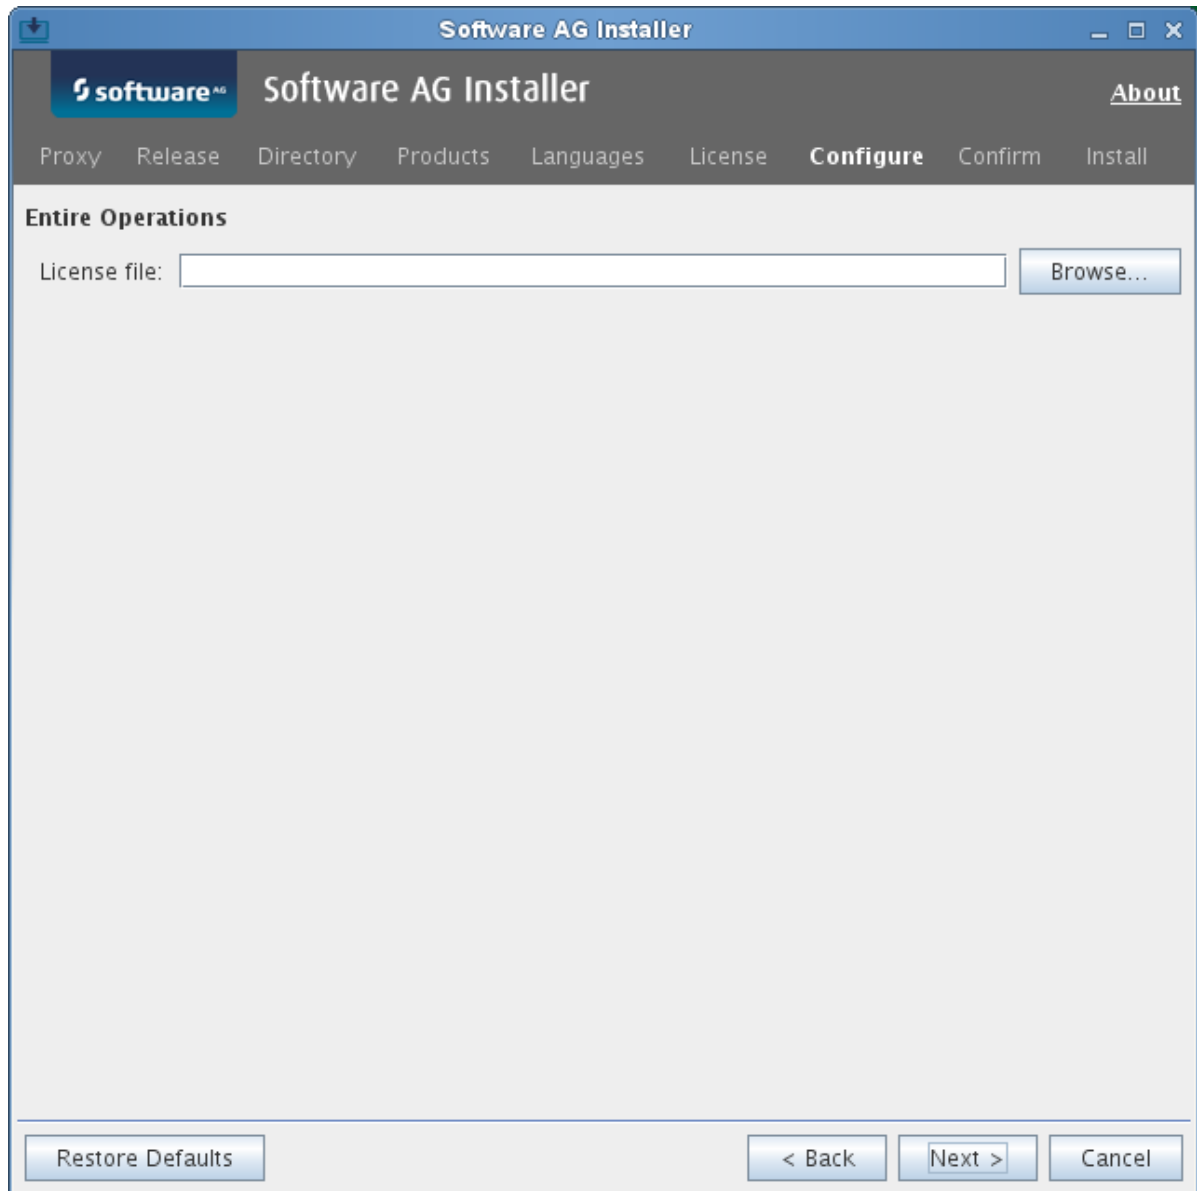 Software AG Installer
software AG Software AG Installer About
Proxy Release Directory Products Languages License Configure Confirm Install
Entire Operations
License file: Browse...
Restore Defaults < Back Next > Cancel